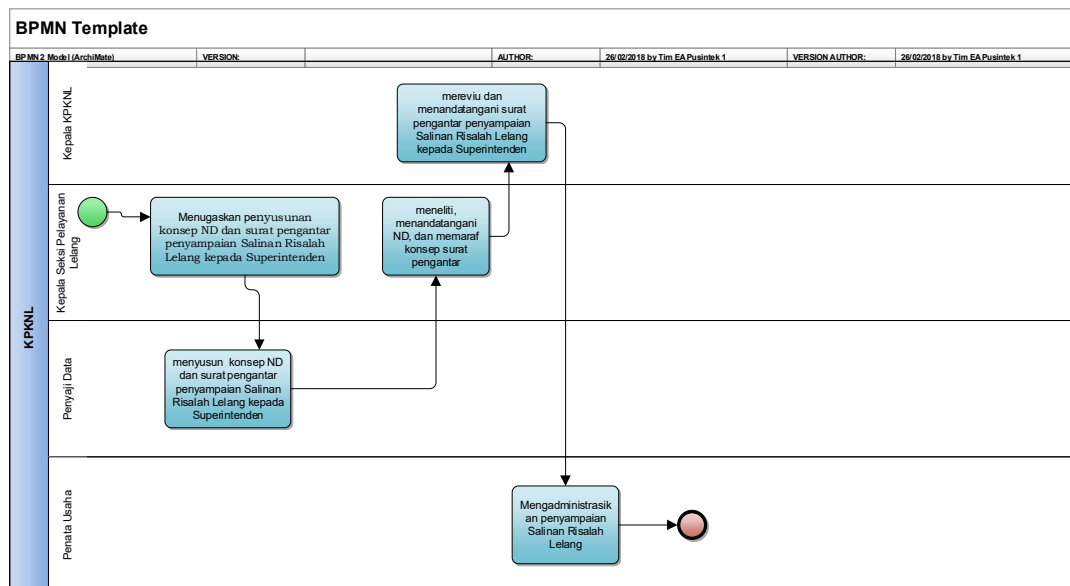 BPMN Template
BPMN2 Model (ArchiMate)
VERSION:
AUTHOR:
26/02/2018 by Tim EA Pusintek 1
VERSION AUTHOR:
26/02/2018 by Tim EA Pusintek 1
KPKNL
Kepala KPKNL
mereviu dan
menandatangani surat
pengantar penyampaian
Salinan Risalah Lelang
kepada Superintenden
Kepala Seksi Pelayanan
Lelang
Menugaskan penyusunan
konsep ND dan surat pengantar
penyampaian Salinan Risalah
Lelang kepada Superintenden
meneliti,
menandatangani
ND, dan memaraf
konsep surat
pengantar
Penyaji Data
menyusun konsep ND
dan surat pengantar
penyampaian Salinan
Risalah Lelang kepada
Superintenden
Penata Usaha
Mengadministrasik
an penyampaian
Salinan Risalah
Lelang